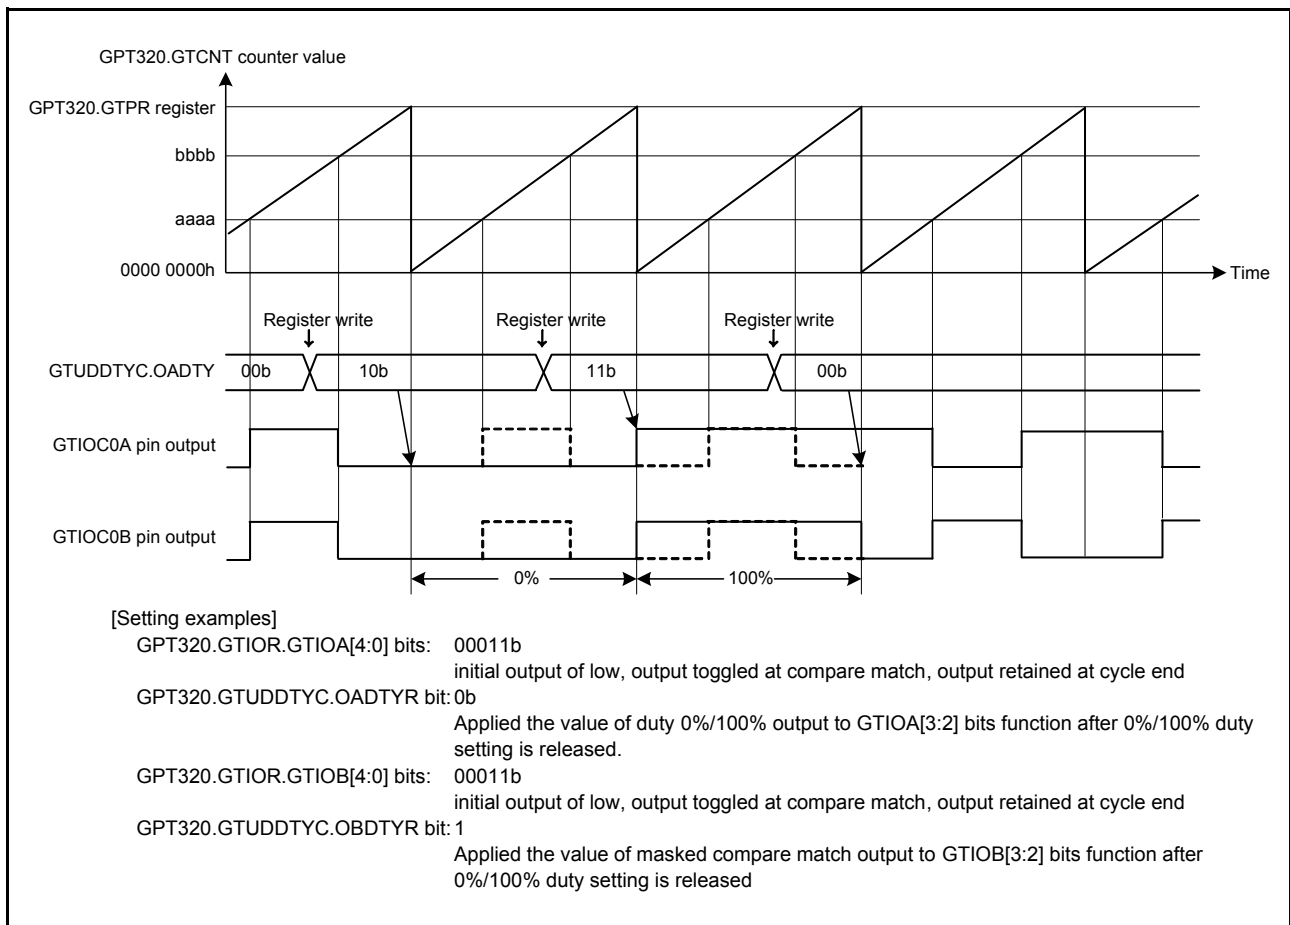 GPT320.GTCNT counter value
GPT320.GTPR register
bbbb
aaaa
0000 0000h
Time
Register write Register write Register write
GTUDDTYC.OADTY 00b 10b 11b 00b
GTIOC0A pin output
GTIOC0B pin output
0% 100%
[Setting examples]
GPT320.GTIOR.GTIOA[4:0] bits: 00011b
initial output of low, output toggled at compare match, output retained at cycle end
GPT320.GTUDDTYC.OADTYR bit: 0b
Applied the value of duty 0%/100% output to GTIOA[3:2] bits function after 0%/100% duty
setting is released.
GPT320.GTIOR.GTIOB[4:0] bits: 00011b
initial output of low, output toggled at compare match, output retained at cycle end
GPT320.GTUDDTYC.OBDTYR bit: 1
Applied the value of masked compare match output to GTIOB[3:2] bits function after
0%/100% duty setting is released